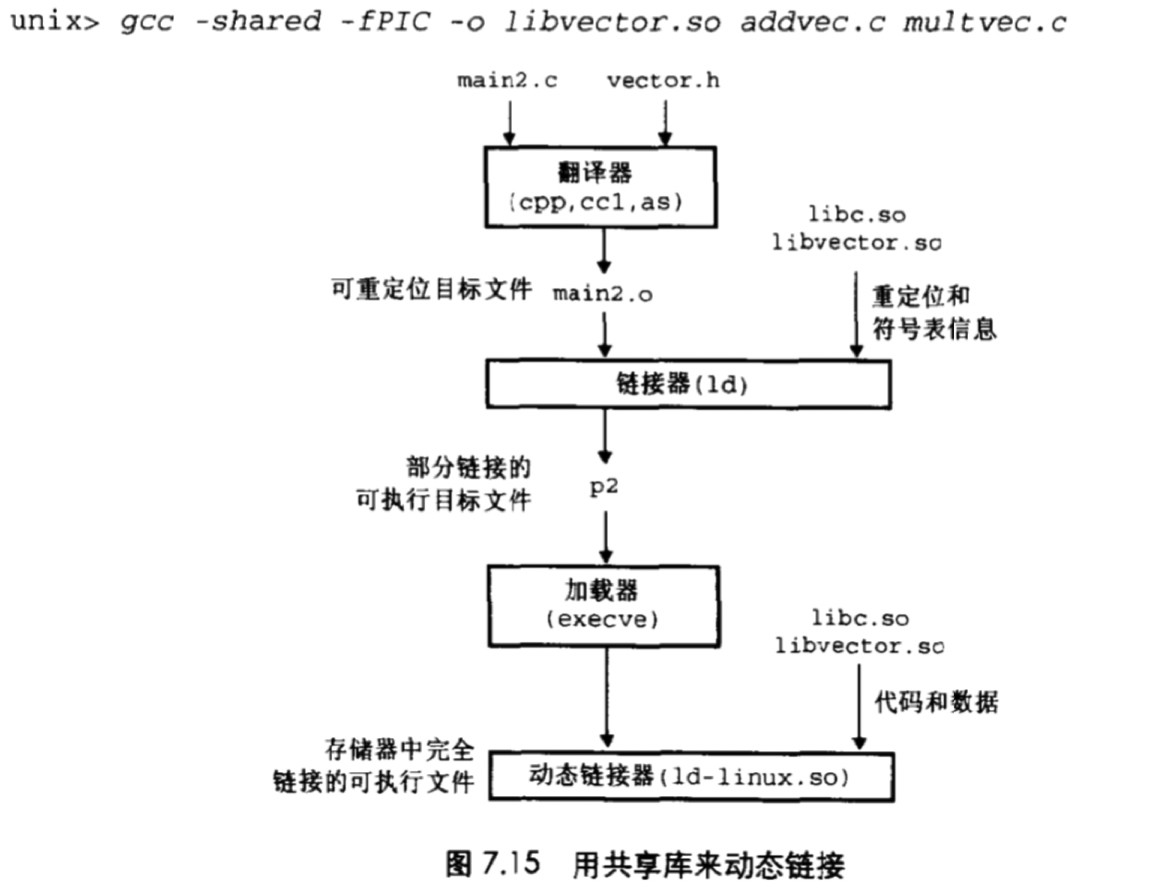 unix> gcc -shared -fPIC -o libvector.so addvec.c multvec.c
main2.c vector.h
翻译器
(cpp,cc1,as)
libc.so
libvector.so
可重定位目标文件 main2.o
重定位和
符号表信息
链接器(ld)
部分链接的
可执行目标文件
p2
加载器
(execve)
libc.so
libvector.so
代码和数据
存储器中完全
链接的可执行文件
动态链接器(ld-linux.so)
图 7.15 用共享库来动态链接